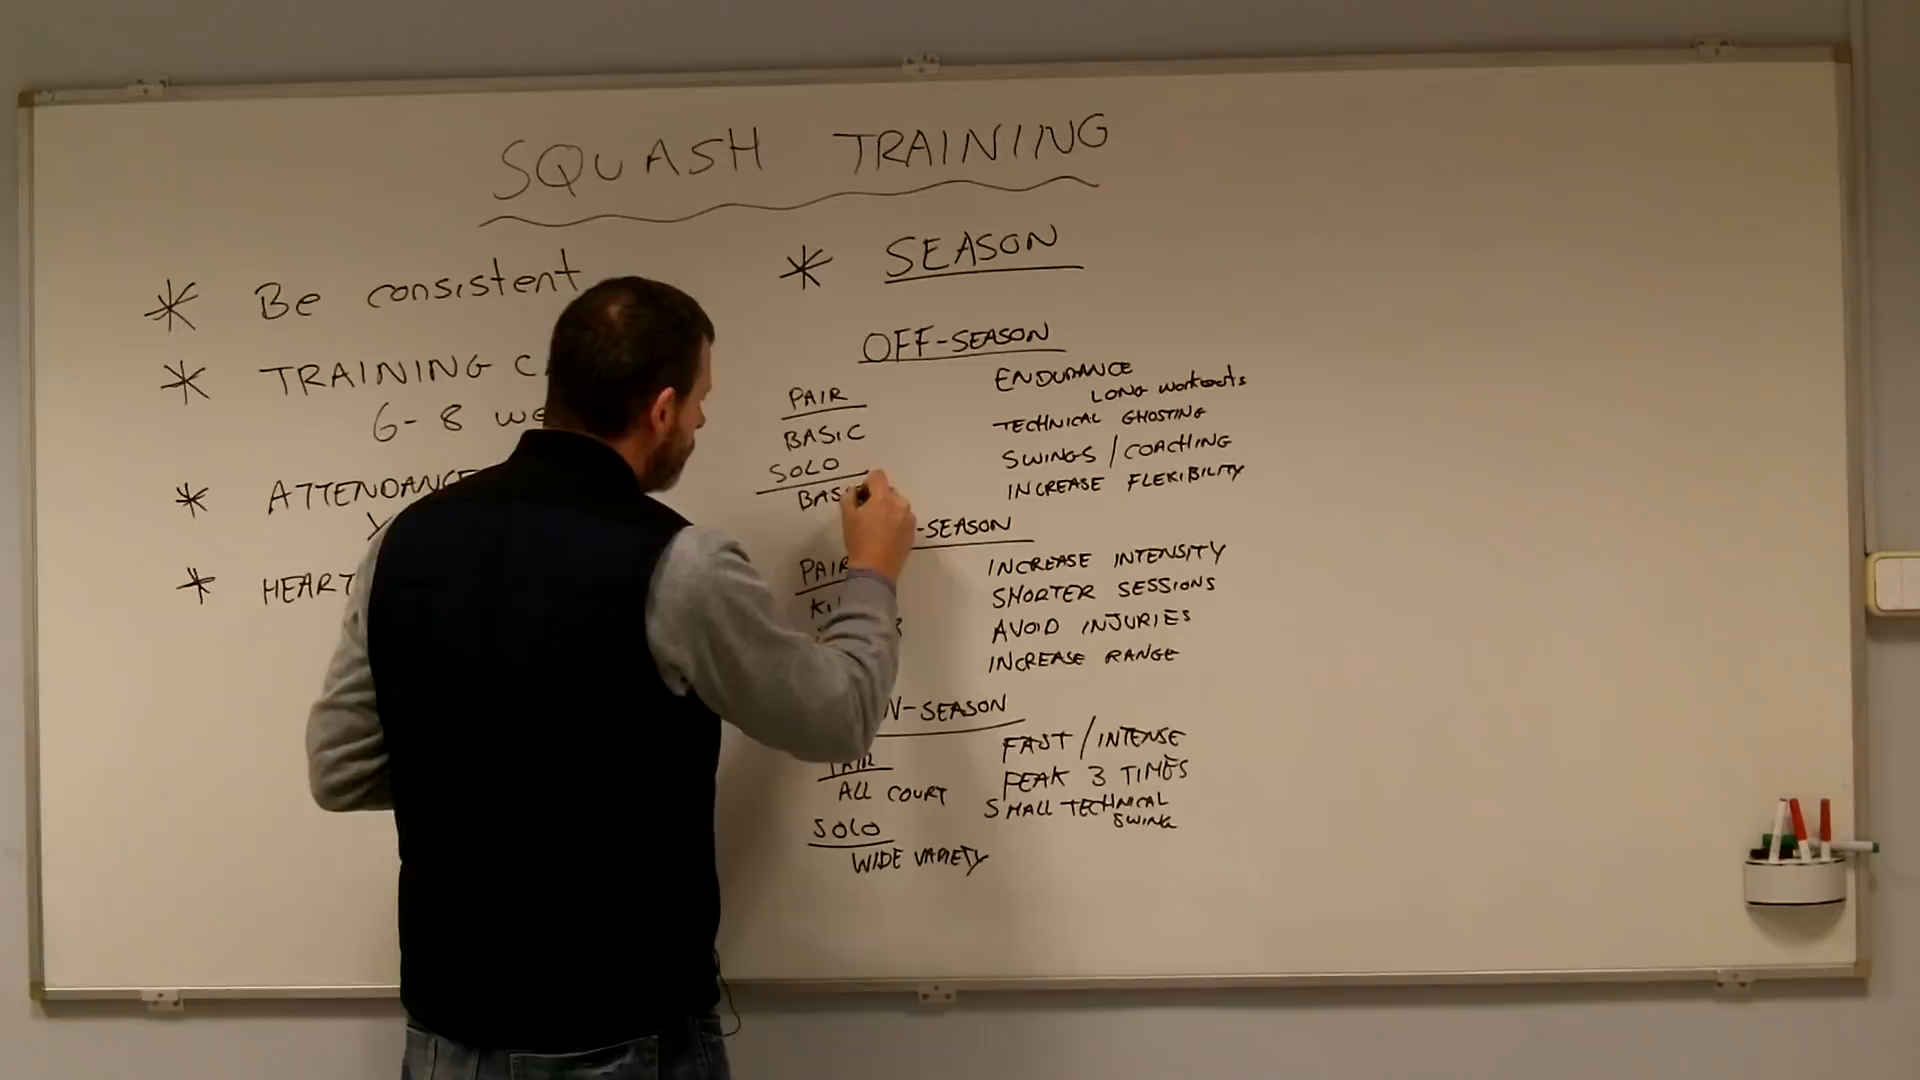 SQUASH TRAINING
* Be consistent
* TRAINING
6-8
* ATTENDANCE
* HEART
* SEASON
OFF-SEASON
PAIR
BASIC
SOLO
ENDURANCE
LONG workouts
TECHNICAL GHOSTING
SWINGS / COACHING
INCREASE FLEXIBILITY
-SEASON
PAIR
INCREASE INTENSITY
SHORTER SESSIONS
AVOID INJURIES
INCREASE RANGE
-SEASON
PAIR
ALL COURT
SOLO
WIDE VARIETY
FAST / INTENSE
PEAK 3 TIMES
SMALL TECHNICAL
SWING